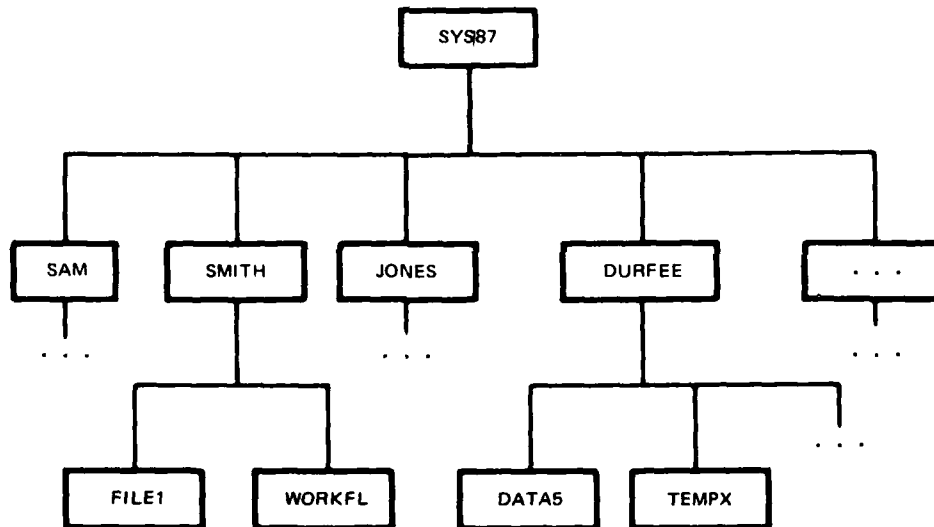 SYS87
SAM SMITH JONES DURFEE . . .
. . . . . . . . .
. . .
FILE1 WORKFL DATA5 TEMPX